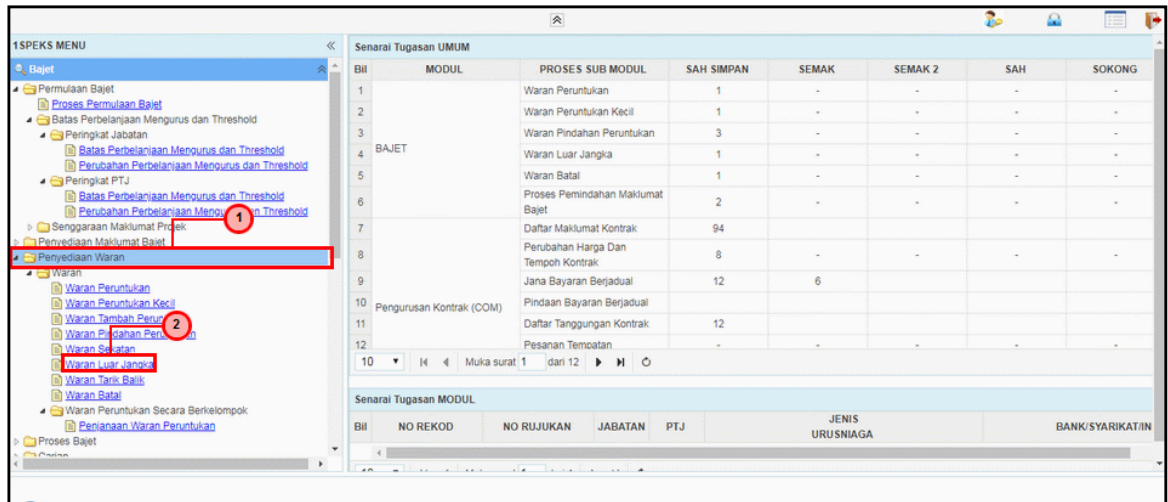 1SPEKS MENU
Bajet
Permulaan Bajet
Proses Permulaan Bajet
Batas Perbelanjaan Mengurus dan Threshold
Peringkat Jabatan
Batas Perbelanjaan Mengurus dan Threshold
Perubahan Perbelanjaan Mengurus dan Threshold
Peringkat PTJ
Batas Perbelanjaan Mengurus dan Threshold
Perubahan Perbelanjaan Threshold
1
Senggaraan Maklumat Projek
Penyediaan Maklumat Bajet
Penyediaan Waran
Waran
Waran Peruntukan
Waran Peruntukan Kecil
Waran Tambah
2
Waran Pindahan
Waran Sekatan
Waran Luar Jangka
Waran Tarik Balik
Waran Batal
Waran Peruntukan Secara Berkelompok
Penjanaan Waran Peruntukan
Proses Bajet
Carian
Senarai Tugasan UMUM
Bil MODUL PROSES SUB MODUL SAH SIMPAN SEMAK SEMAK 2 SAH SOKONG
1 Waran Peruntukan 1 - - - -
2 Waran Peruntukan Kecil 1 - - - -
3 Waran Pindahan Peruntukan 3 - - - -
4 BAJET Waran Luar Jangka 1 - - - -
5 Waran Batal 1 - - - -
6 Proses Pemindahan Maklumat Bajet 2 - - - -
7 Daftar Maklumat Kontrak 94
8 Perubahan Harga Dan Tempoh Kontrak 8 - - - -
9 Jana Bayaran Berjadual 12 6
10 Pengurusan Kontrak (COM) Pindaan Bayaran Berjadual
11 Daftar Tanggungan Kontrak 12
12 Pesanan Tempatan - - - - -
10 Muka surat 1 dari 12
Senarai Tugasan MODUL
Bil NO REKOD NO RUJUKAN JABATAN PTJ JENIS URUSNIAGA BANK/SYARIKAT/IN